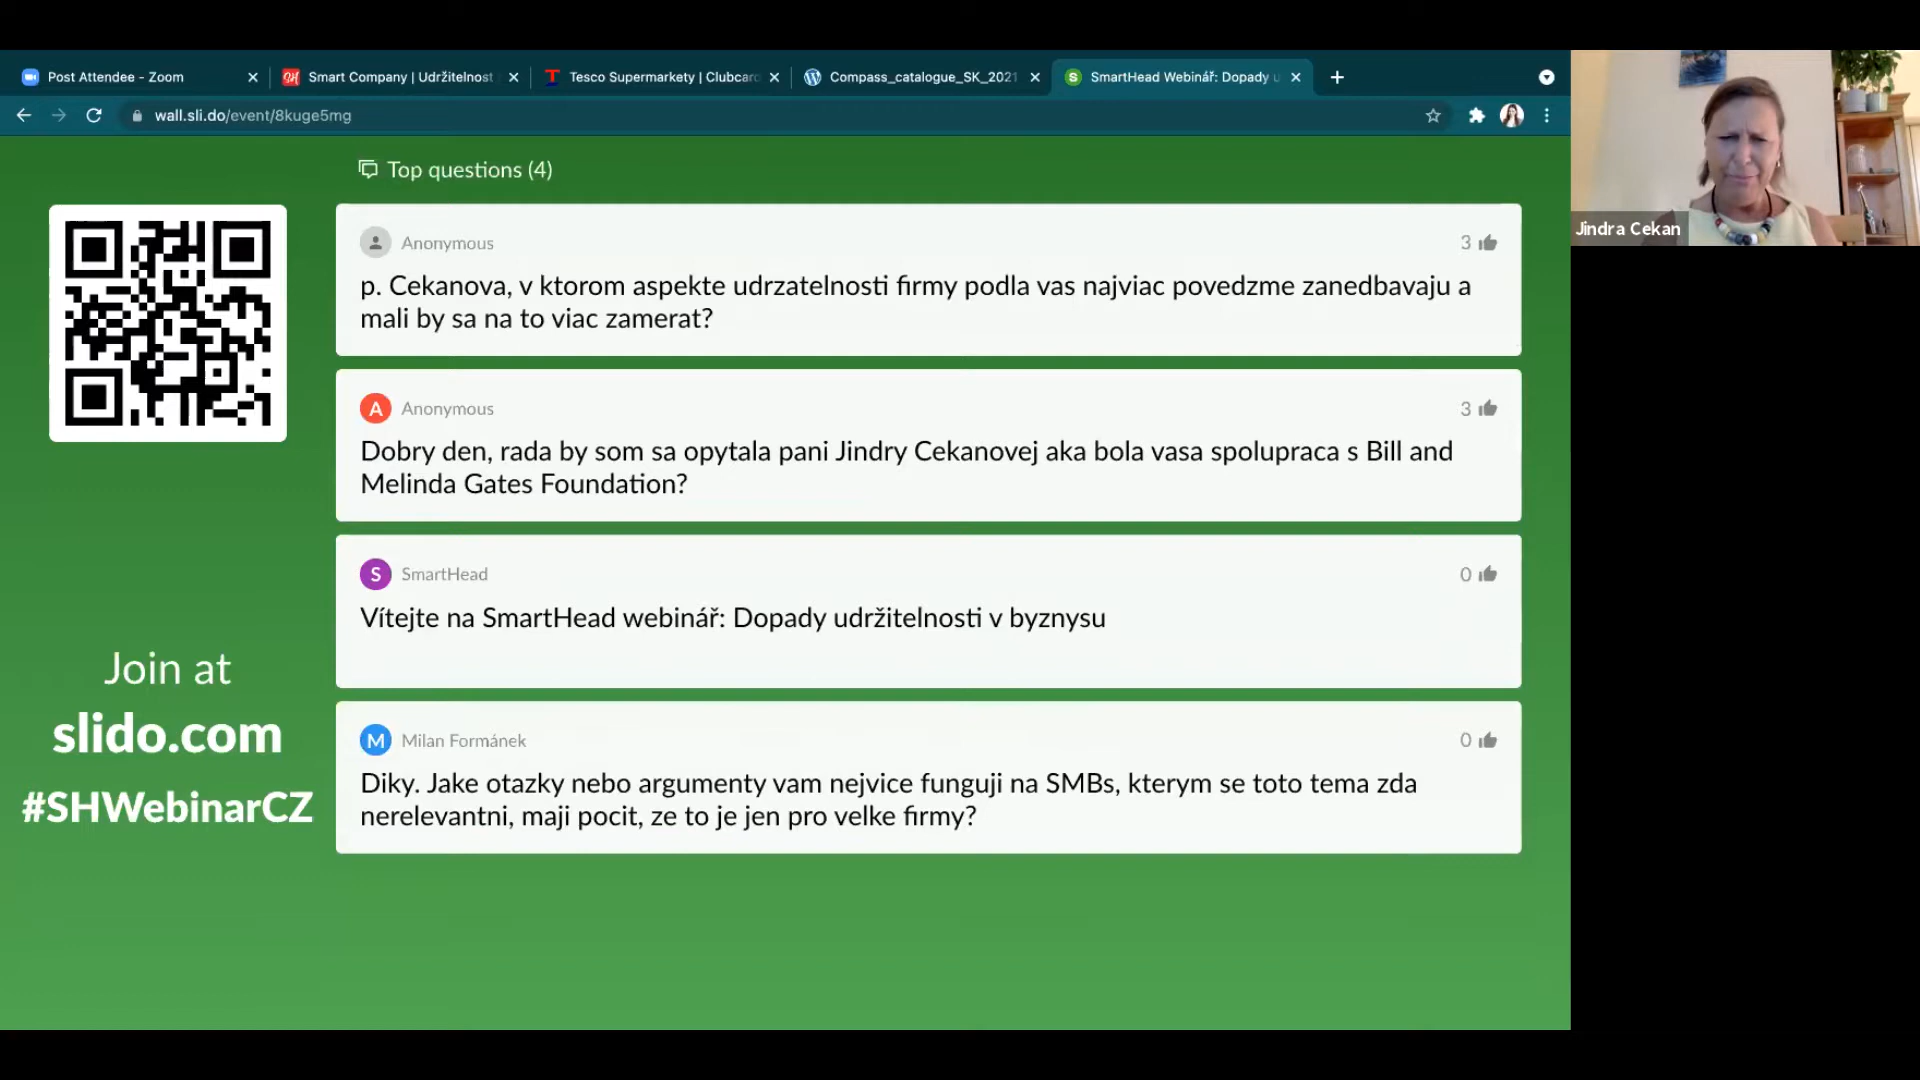 Post Attendee - Zoom
Smart Company | Udržitelnost
Tesco Supermarkety | Clubcar
Compass_catalogue_SK_2021
SmartHead Webinář: Dopady u
wall.sli.do/event/8kuge5mg
Top questions (4)
Anonymous
3
p. Cekanova, v ktorom aspekte udrzatelnosti firmy podla vas najviac povedzme zanedbavaju a
mali by sa na to viac zamerat?
A Anonymous
3
Dobry den, rada by som sa opytala pani Jindry Cekanovej aka bola vasa spolupraca s Bill and
Melinda Gates Foundation?
S SmartHead
0
Vítejte na SmartHead webinář: Dopady udržitelnosti v byznysu
M Milan Formánek
0
Diky. Jake otazky nebo argumenty vam nejvice funguji na SMBs, kterym se toto tema zda
nerelevantni, maji pocit, ze to je jen pro velke firmy?
Join at
slido.com
#SHWebinarCZ
Jindra Cekan